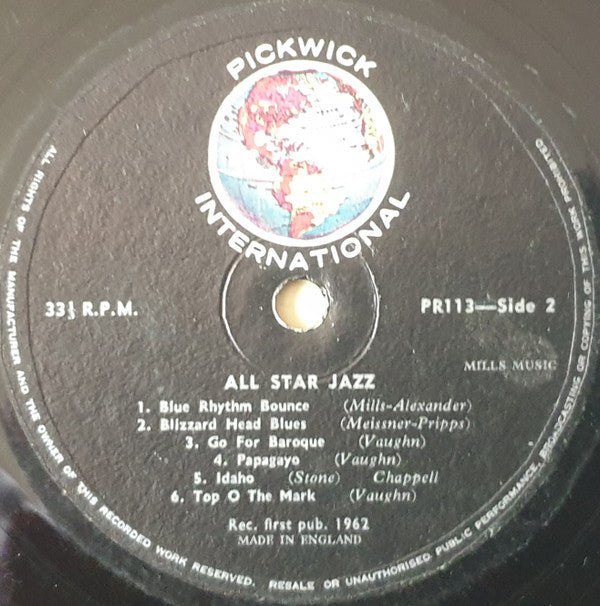 PICKWICK
INTERNATIONAL
33⅓ R.P.M.
PR113—Side 2
MILLS MUSIC
ALL STAR JAZZ
1. Blue Rhythm Bounce (Mills-Alexander)
2. Blizzard Head Blues (Meissner-Pripps)
3. Go For Baroque (Vaughn)
4. Papagayo (Vaughn)
5. Idaho (Stone) Chappell
6. Top O The Mark (Vaughn)
Rec. first pub. 1962
MADE IN ENGLAND
ALL RIGHTS OF THE MANUFACTURER AND THE OWNER OF THIS RECORDED WORK RESERVED. RESALE OR UNAUTHORISED PUBLIC PERFORMANCE, BROADCASTING OR COPYING OF THIS WORK PROHIBITED